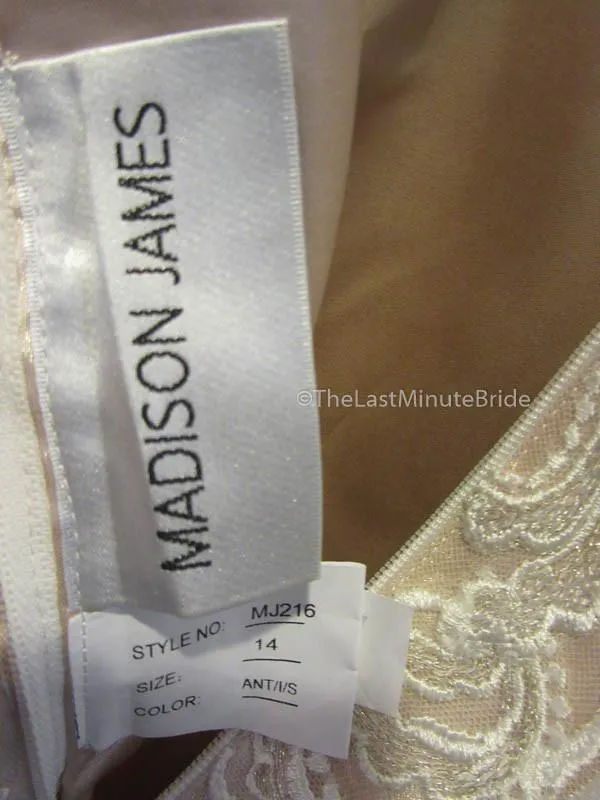 MADISON JAMES
©TheLastMinuteBride
STYLE NO: MJ216
SIZE: 14
COLOR: ANT/I/S